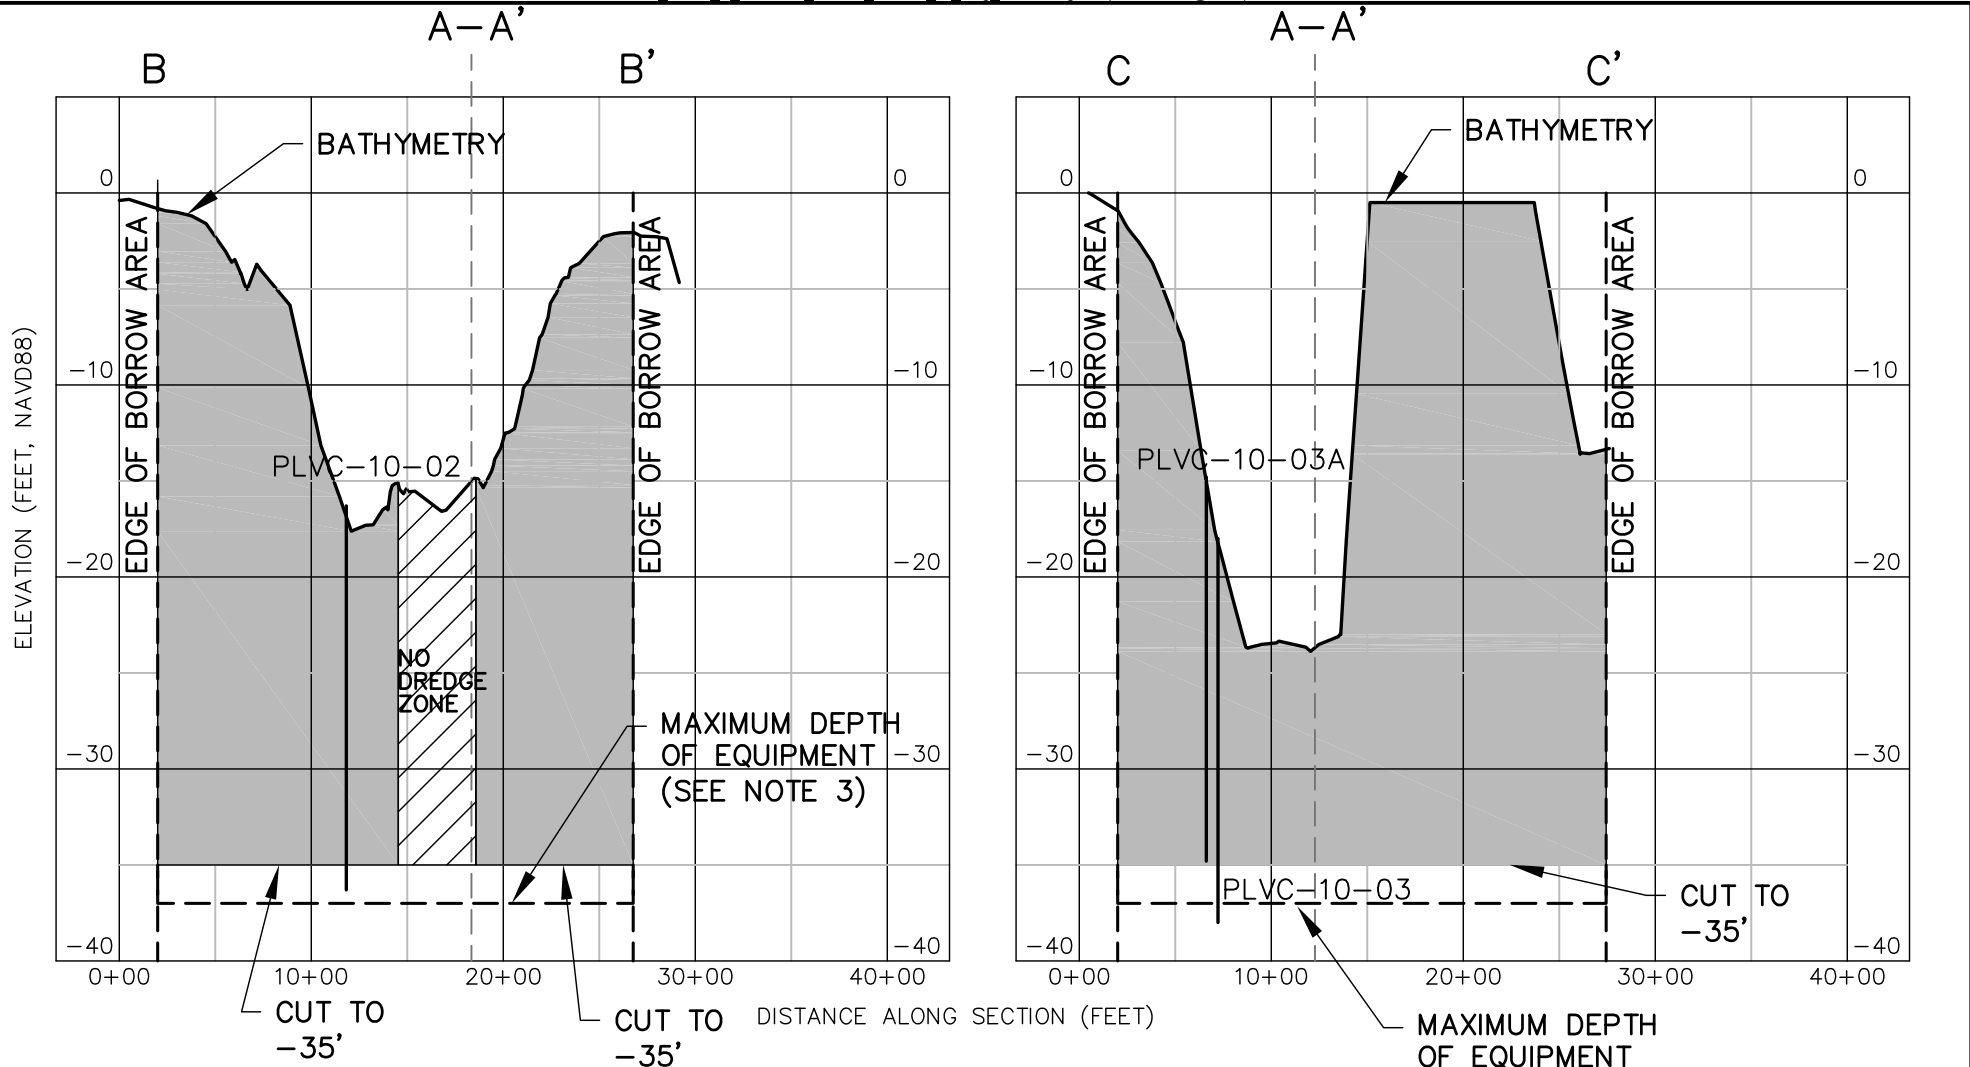 A-A'
A-A'
B
B'
C
C'
BATHYMETRY
BATHYMETRY
0
0
0
0
EDGE OF BORROW AREA
EDGE OF BORROW AREA
EDGE OF BORROW AREA
EDGE OF BORROW AREA
ELEVATION (FEET, NAVD88)
-10
-10
-10
-10
PLVC-10-02
PLVC-10-03A
-20
-20
-20
-20
NO
DREDGE
ZONE
MAXIMUM DEPTH
OF EQUIPMENT
(SEE NOTE 3)
-30
-30
-30
-30
PLVC-10-03
CUT TO
-35'
-40
-40
-40
-40
0+00
10+00
20+00
30+00
40+00
0+00
10+00
20+00
30+00
40+00
CUT TO
-35'
CUT TO
-35'
DISTANCE ALONG SECTION (FEET)
MAXIMUM DEPTH
OF EQUIPMENT